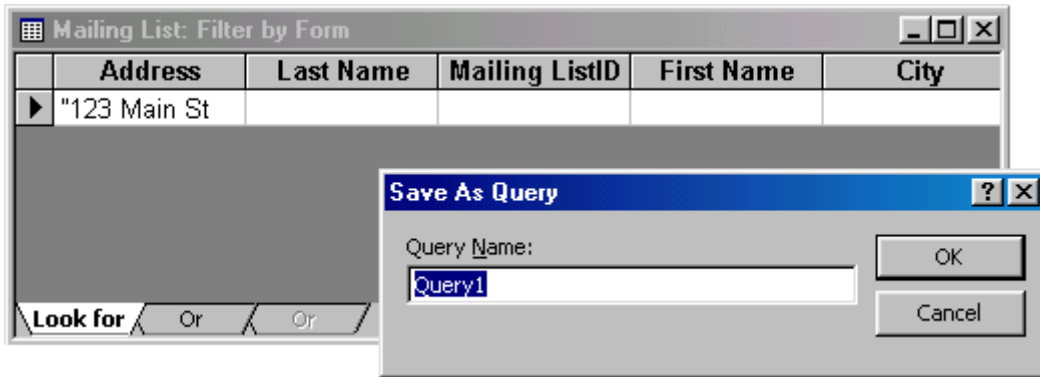 Mailing List: Filter by Form
Address Last Name Mailing ListID First Name City
"123 Main St
Save As Query
Query Name:
OK
Query1
Cancel
Look for Or Or